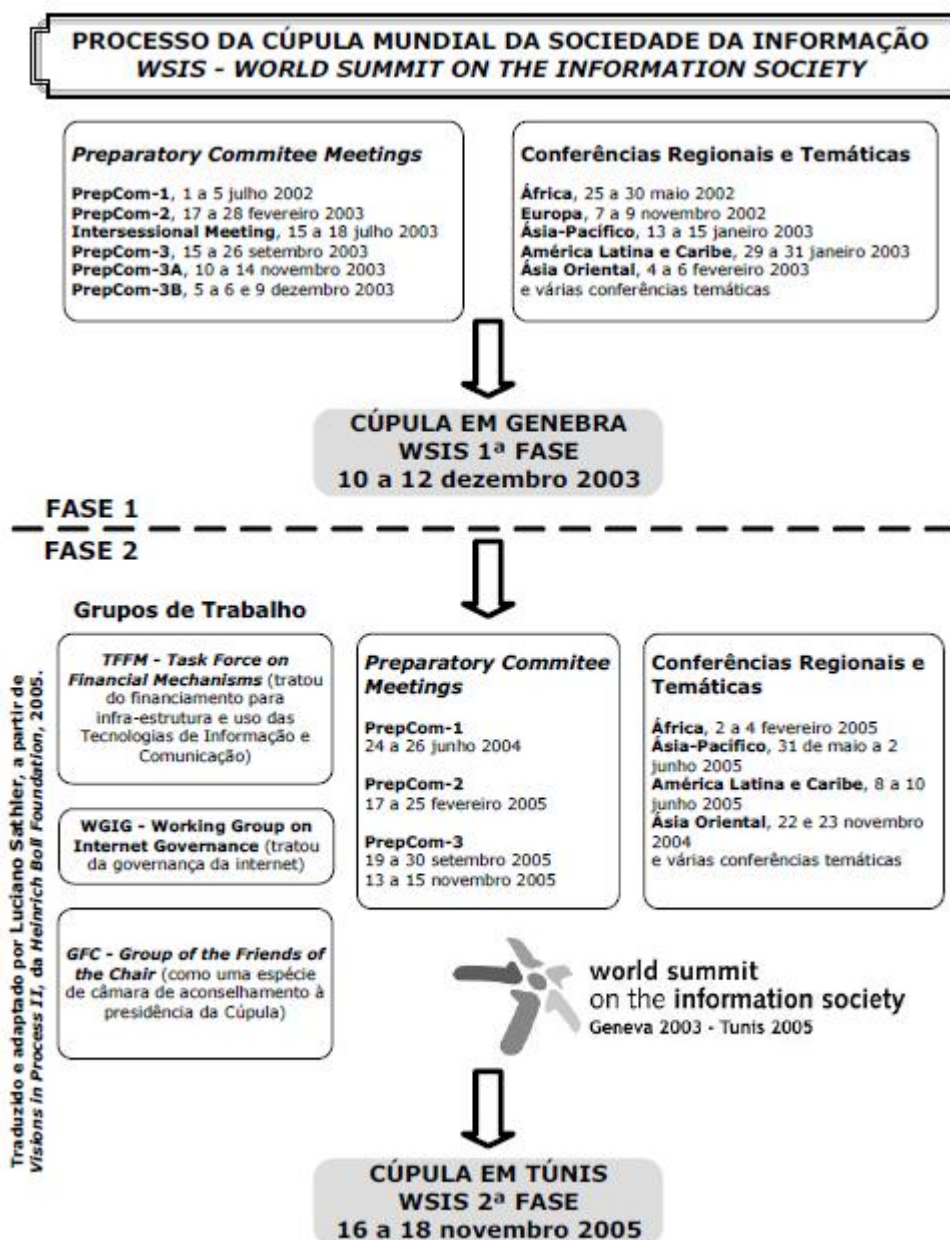 PROCESSO DA CÚPULA MUNDIAL DA SOCIEDADE DA INFORMAÇÃO
WSIS - WORLD SUMMIT ON THE INFORMATION SOCIETY
Preparatory Commitee Meetings
PrepCom-1, 1 a 5 julho 2002
PrepCom-2, 17 a 28 fevereiro 2003
Intersessional Meeting, 15 a 18 julho 2003
PrepCom-3, 15 a 26 setembro 2003
PrepCom-3A, 10 a 14 novembro 2003
PrepCom-3B, 5 a 6 e 9 dezembro 2003
Conferências Regionais e Temáticas
África, 25 a 30 maio 2002
Europa, 7 a 9 novembro 2002
Ásia-Pacífico, 13 a 15 janeiro 2003
América Latina e Caribe, 29 a 31 janeiro 2003
Ásia Oriental, 4 a 6 fevereiro 2003
e várias conferências temáticas
CÚPULA EM GENEBRA
WSIS 1ª FASE
10 a 12 dezembro 2003
FASE 1
FASE 2
Grupos de Trabalho
TFFM - Task Force on
Financial Mechanisms (tratou
do financiamento para
infra-estrutura e uso das
Tecnologias de Informação e
Comunicação)
WGIG - Working Group on
Internet Governance (tratou
da governança da internet)
GFC - Group of the Friends of
the Chair (como uma espécie
de câmara de aconselhamento à
presidência da Cúpula)
Preparatory Commitee
Meetings
PrepCom-1
24 a 26 junho 2004
PrepCom-2
17 a 25 fevereiro 2005
PrepCom-3
19 a 30 setembro 2005
13 a 15 novembro 2005
Conferências Regionais e
Temáticas
África, 2 a 4 fevereiro 2005
Ásia-Pacífico, 31 de maio a 2
junho 2005
América Latina e Caribe, 8 a 10
junho 2005
Ásia Oriental, 22 e 23 novembro
2004
e várias conferências temáticas
world summit
on the information society
Geneva 2003 - Tunis 2005
CÚPULA EM TÚNIS
WSIS 2ª FASE
16 a 18 novembro 2005
Traduzido e adaptado por Luciano Sathler, a partir de
Visions in Process II, da Heinrich Boll Foundation, 2005.